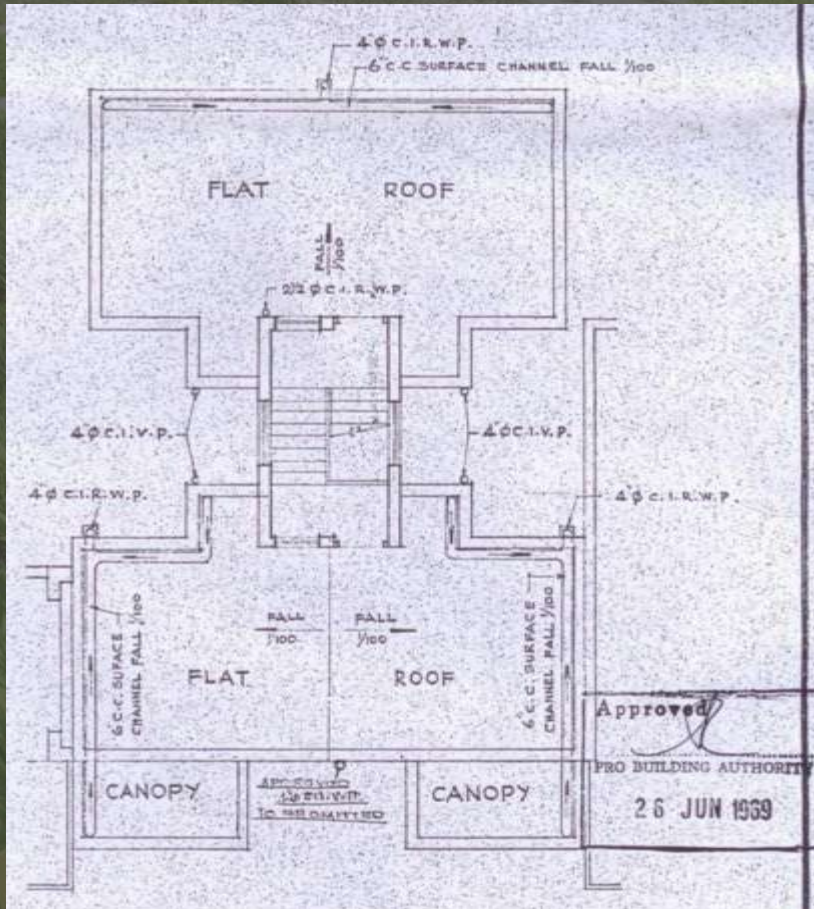 4"Ø C.I.R.W.P.
6" C.C SURFACE CHANNEL FALL 1/100
FLAT ROOF
FALL 1/100
2½"Ø C.I.R.W.P.
4"Ø C.I.V.P.
4"Ø C.I.V.P.
4"Ø C.I.R.W.P.
4"Ø C.I.R.W.P.
6" C.C. SURFACE
CHANNEL FALL 1/100
FALL 1/100
FALL 1/100
6" C.C. SURFACE
CHANNEL FALL 1/100
FLAT ROOF
Approved
PRO BUILDING AUTHORITY
26 JUN 1969
CANOPY
CANOPY
TO BE OMITTED